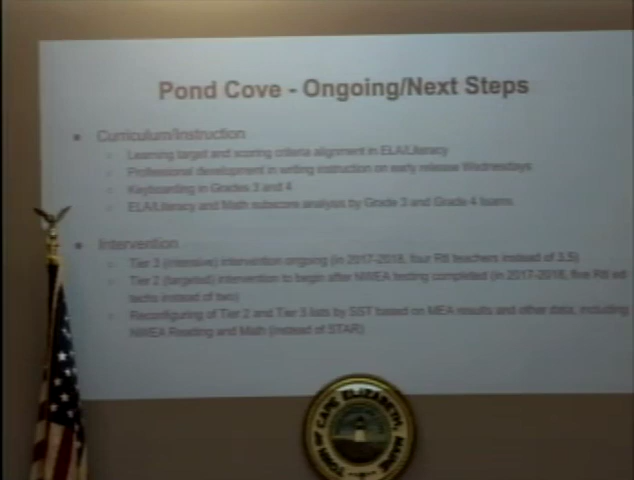 Pond Cove - Ongoing/Next Steps
Curriculum/Instruction
Learning target and scoring criteria alignment in ELA/Literacy
Professional development in writing instruction on early release Wednesdays
Keyboarding in Grades 3 and 4
ELA/Literacy and Math subscore analysis by Grade 3 and Grade 4 teams
Intervention
Tier 3 (intensive) intervention ongoing (in 2017-2018, four RtI teachers instead of 3.5)
Tier 2 (targeted) intervention to begin after NWEA testing completed (in 2017-2018, five RtI ed
techs instead of two)
Reconfiguring of Tier 2 and Tier 3 lists by SST based on MEA results and other data, including
NWEA Reading and Math (instead of STAR)
TOWN OF CAPE ELIZABETH, MAINE